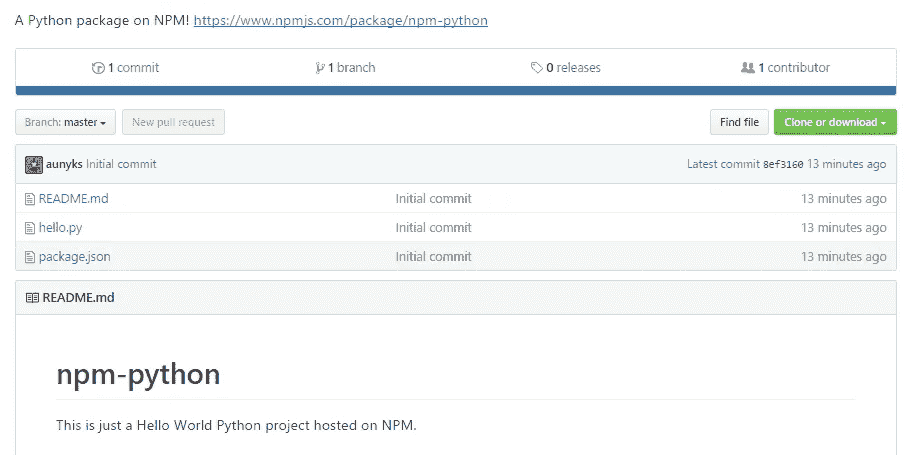 A Python package on NPM! https://www.npmjs.com/package/npm-python
1 commit 1 branch 0 releases 1 contributor
Branch: master New pull request Find file Clone or download
aunyks Initial commit Latest commit 8ef3160 13 minutes ago
README.md Initial commit 13 minutes ago
hello.py Initial commit 13 minutes ago
package.json Initial commit 13 minutes ago
README.md
npm-python
This is just a Hello World Python project hosted on NPM.